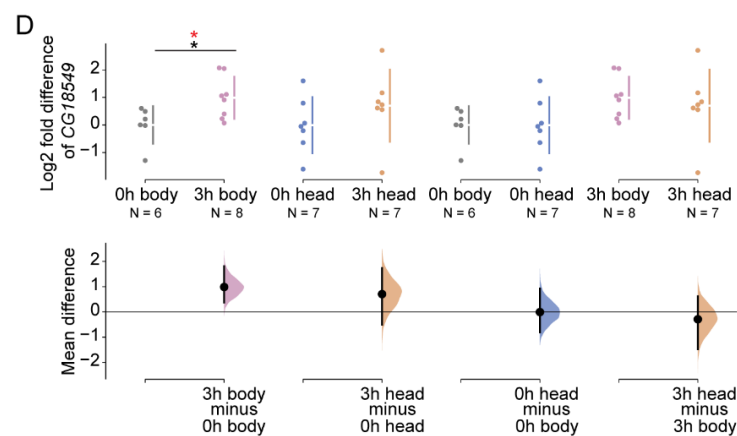 D
*
*
Log2 fold difference
of CG18549
2
1
0
−1
0h body
3h body
0h head
3h head
0h body
0h head
3h body
3h head
N = 6
N = 8
N = 7
N = 7
N = 6
N = 7
N = 8
N = 7
Mean difference
2
1
0
−1
−2
3h body
minus
0h body
3h head
minus
0h head
0h head
minus
0h body
3h head
minus
3h body